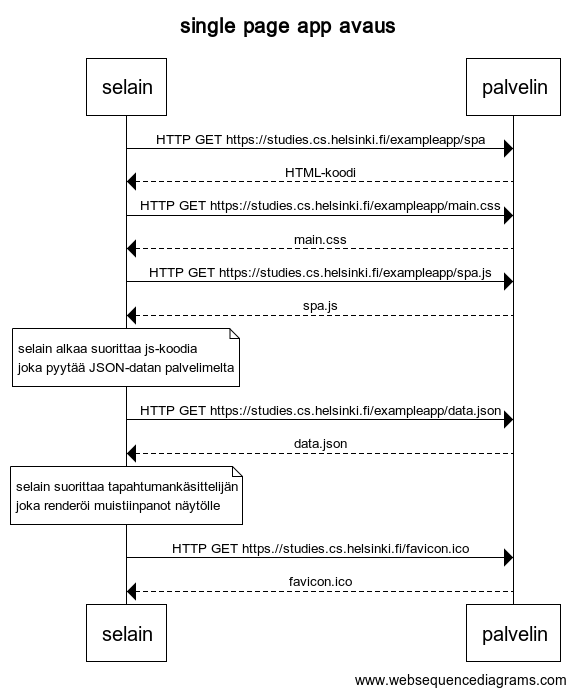 single page app avaus
selain
palvelin
HTTP GET https://studies.cs.helsinki.fi/exampleapp/spa
HTML-koodi
HTTP GET https://studies.cs.helsinki.fi/exampleapp/main.css
main.css
HTTP GET https://studies.cs.helsinki.fi/exampleapp/spa.js
spa.js
selain alkaa suorittaa js-koodia
joka pyytää JSON-datan palvelimelta
HTTP GET https://studies.cs.helsinki.fi/exampleapp/data.json
data.json
selain suorittaa tapahtumankäsittelijän
joka renderöi muistiinpanot näytölle
HTTP GET https://studies.cs.helsinki.fi/favicon.ico
favicon.ico
selain
palvelin
www.websequencediagrams.com